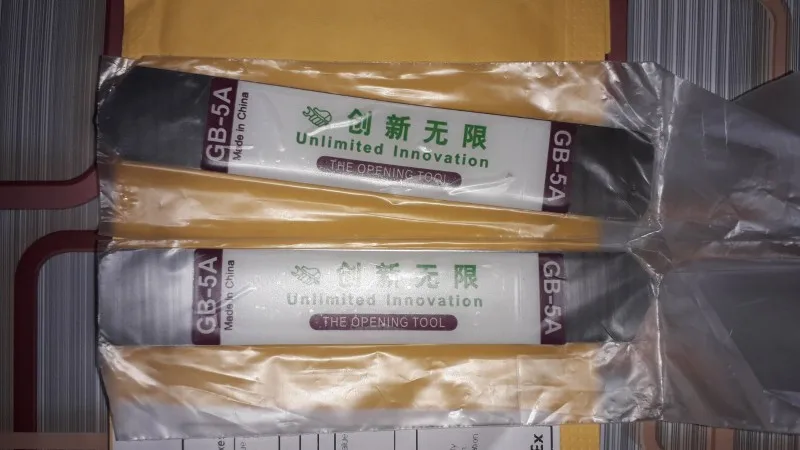 GB-5A
Made in China
创新无限
Unlimited Innovation
THE OPENING TOOL
GB-5A
GB-5A
Made in China
创新无限
Unlimited Innovation
THE OPENING TOOL
GB-5A
Ex